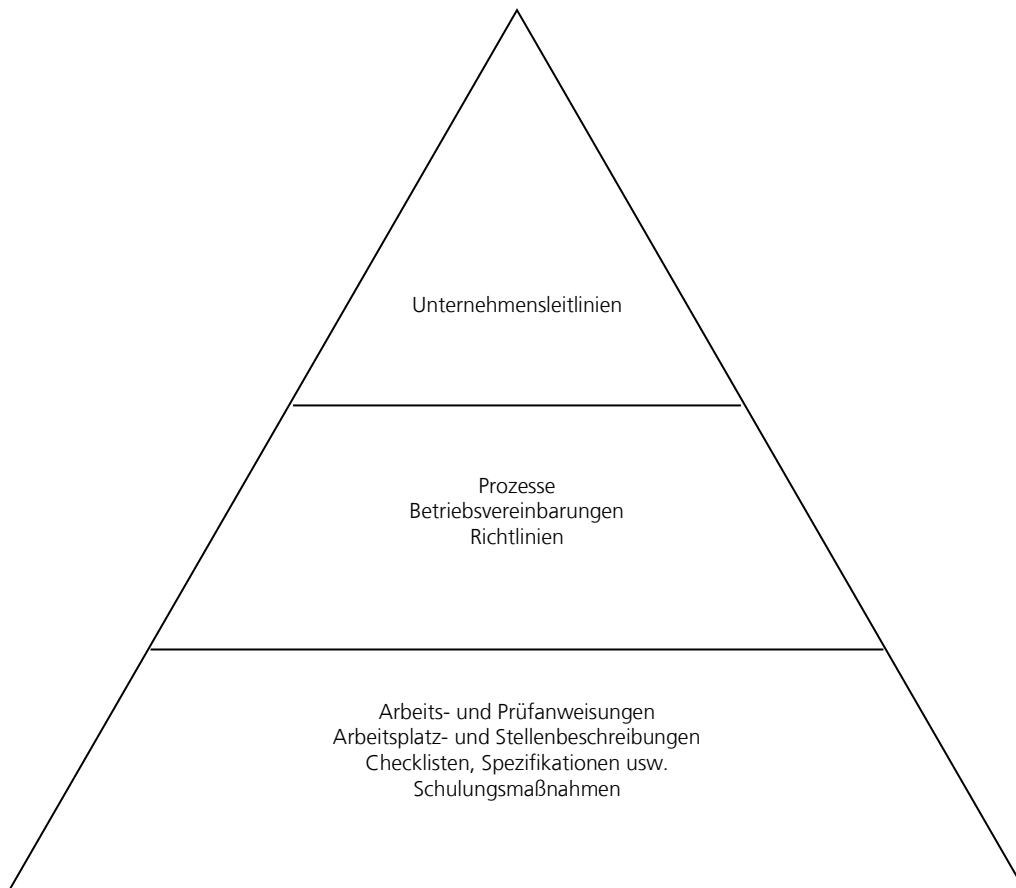 Unternehmensleitlinien
Prozesse
Betriebsvereinbarungen
Richtlinien
Arbeits- und Prüfanweisungen
Arbeitsplatz- und Stellenbeschreibungen
Checklisten, Spezifikationen usw.
Schulungsmaßnahmen